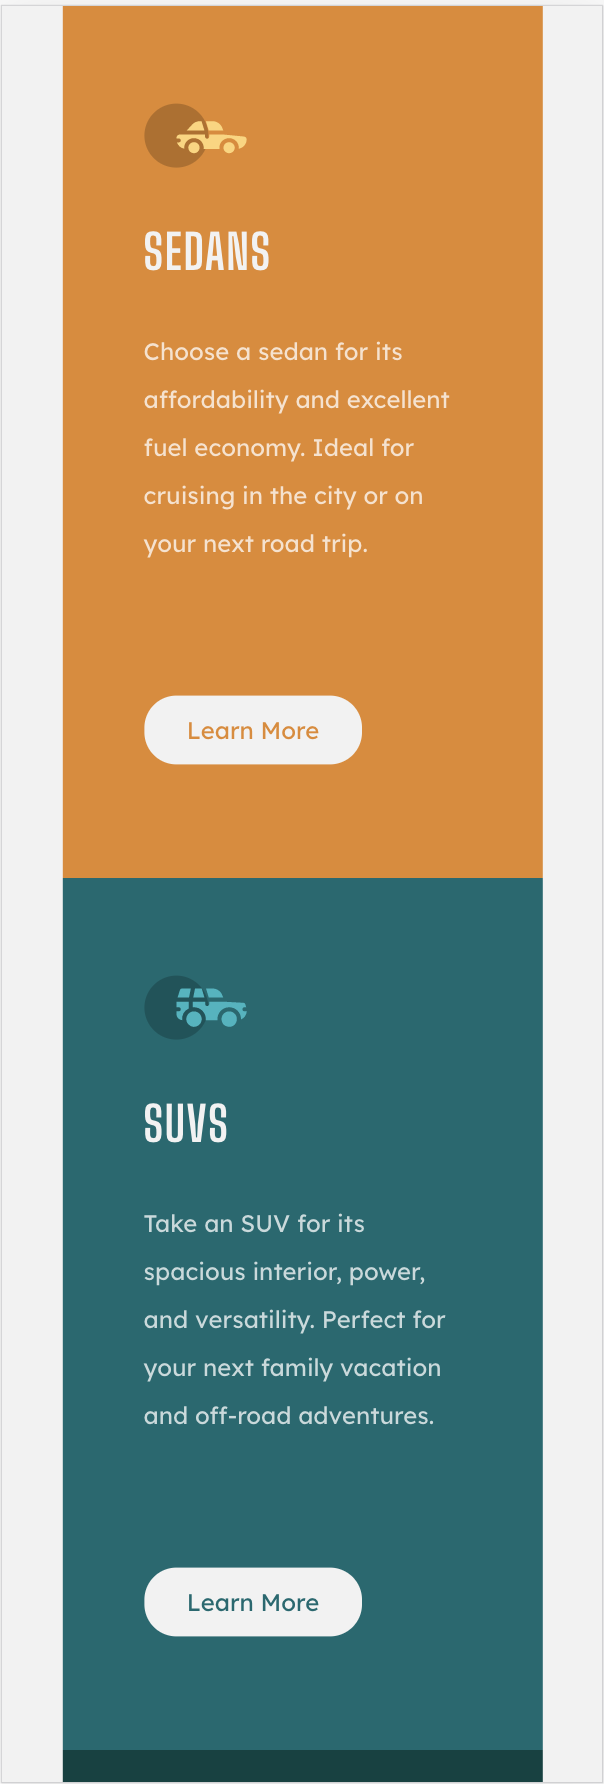 SEDANS
Choose a sedan for its
affordability and excellent
fuel economy. Ideal for
cruising in the city or on
your next road trip.
Learn More
SUVS
Take an SUV for its
spacious interior, power,
and versatility. Perfect for
your next family vacation
and off-road adventures.
Learn More